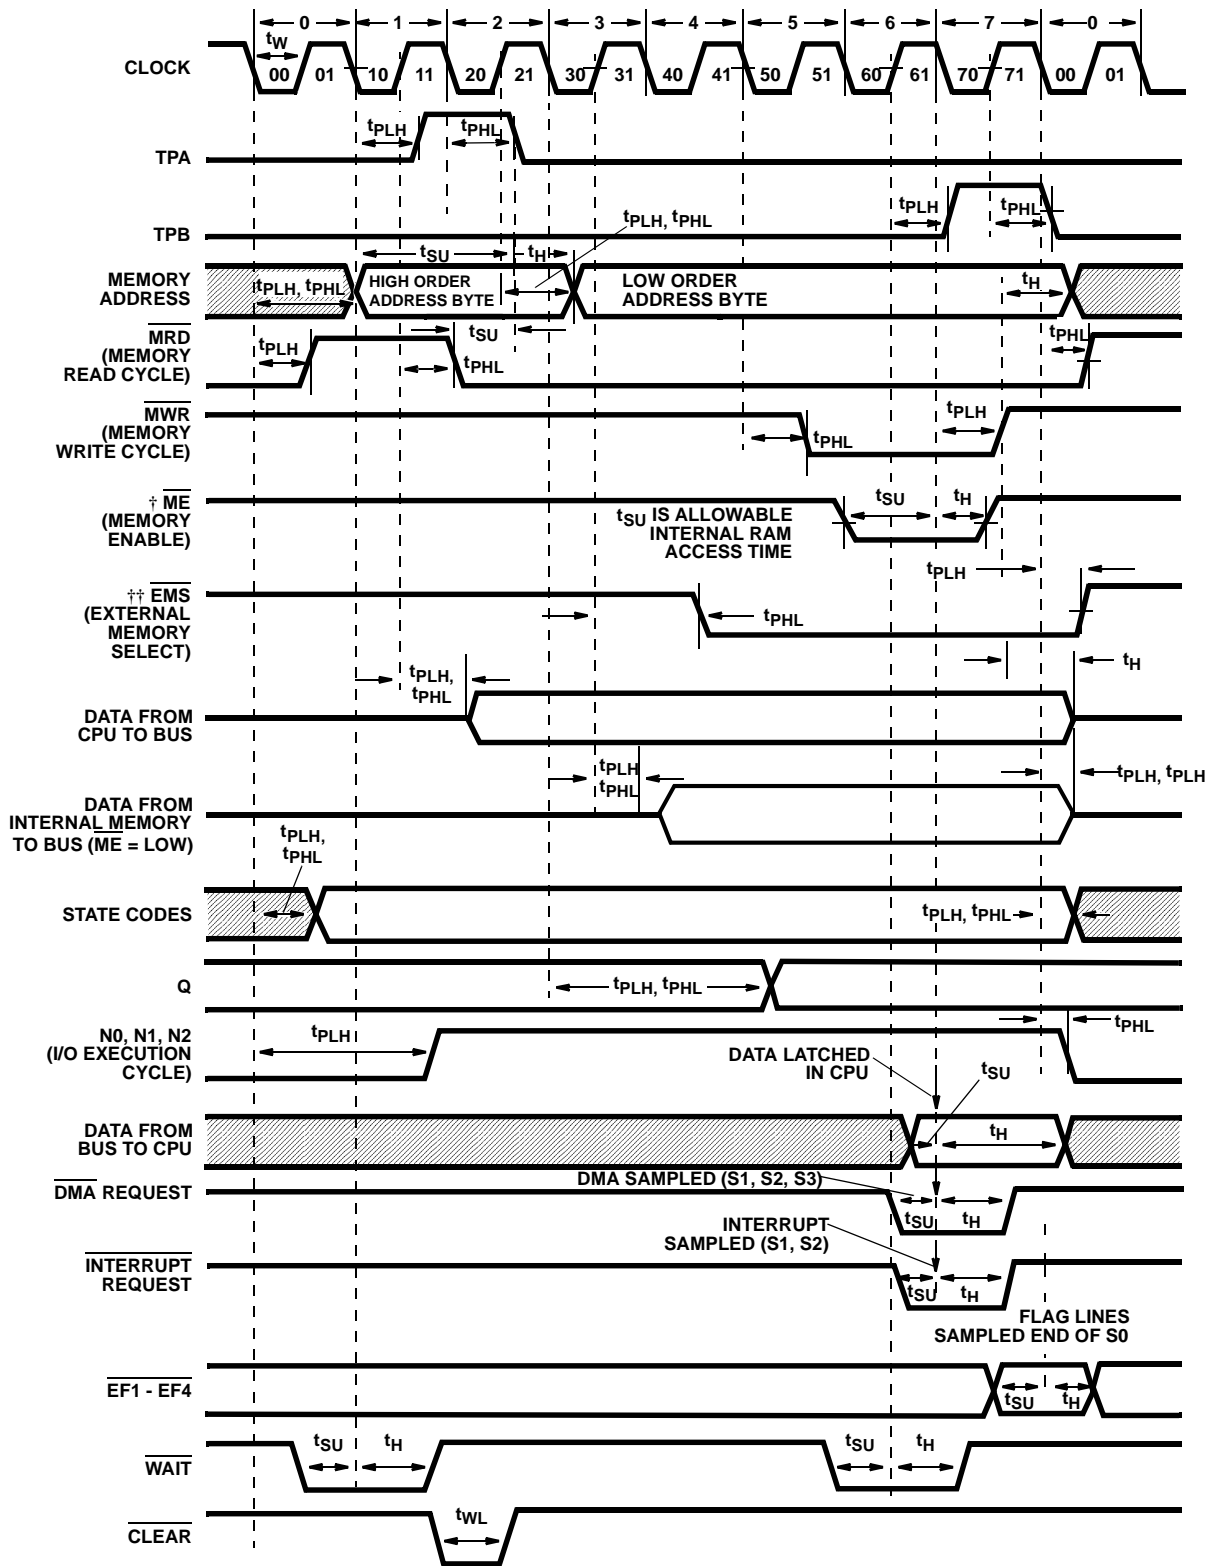 0 1 2 3 4 5 6 7 0
tW
CLOCK
00 01 10 11 20 21 30 31 40 41 50 51 60 61 70 71 00 01
tPLH tPHL
TPA
tPLH tPHL
TPB
tPLH, tPHL
tSU tH
MEMORY
ADDRESS
tPLH, tPHL
HIGH ORDER
ADDRESS BYTE
LOW ORDER
ADDRESS BYTE
tH
MRD
(MEMORY
READ CYCLE)
tPLH
tSU
tPHL
tPHL
MWR
(MEMORY
WRITE CYCLE)
tPHL
tPLH
† ME
(MEMORY
ENABLE)
tSU IS ALLOWABLE
INTERNAL RAM
ACCESS TIME
tSU tH
tPLH
†† EMS
(EXTERNAL
MEMORY
SELECT)
tPHL
tH
tPLH,
tPHL
DATA FROM
CPU TO BUS
tPLH
tPHL
tPLH, tPLH
DATA FROM
INTERNAL MEMORY
TO BUS (ME = LOW)
tPLH,
tPHL
STATE CODES
tPLH, tPHL
Q
tPLH, tPHL
N0, N1, N2
(I/O EXECUTION
CYCLE)
tPLH
tPHL
DATA LATCHED
IN CPU
tSU
DATA FROM
BUS TO CPU
tH
DMA SAMPLED (S1, S2, S3)
DMA REQUEST
tSU tH
INTERRUPT
SAMPLED (S1, S2)
INTERRUPT
REQUEST
tSU tH
FLAG LINES
SAMPLED END OF S0
EF1 - EF4
tSU tH
WAIT
tSU tH tSU tH
CLEAR
tWL